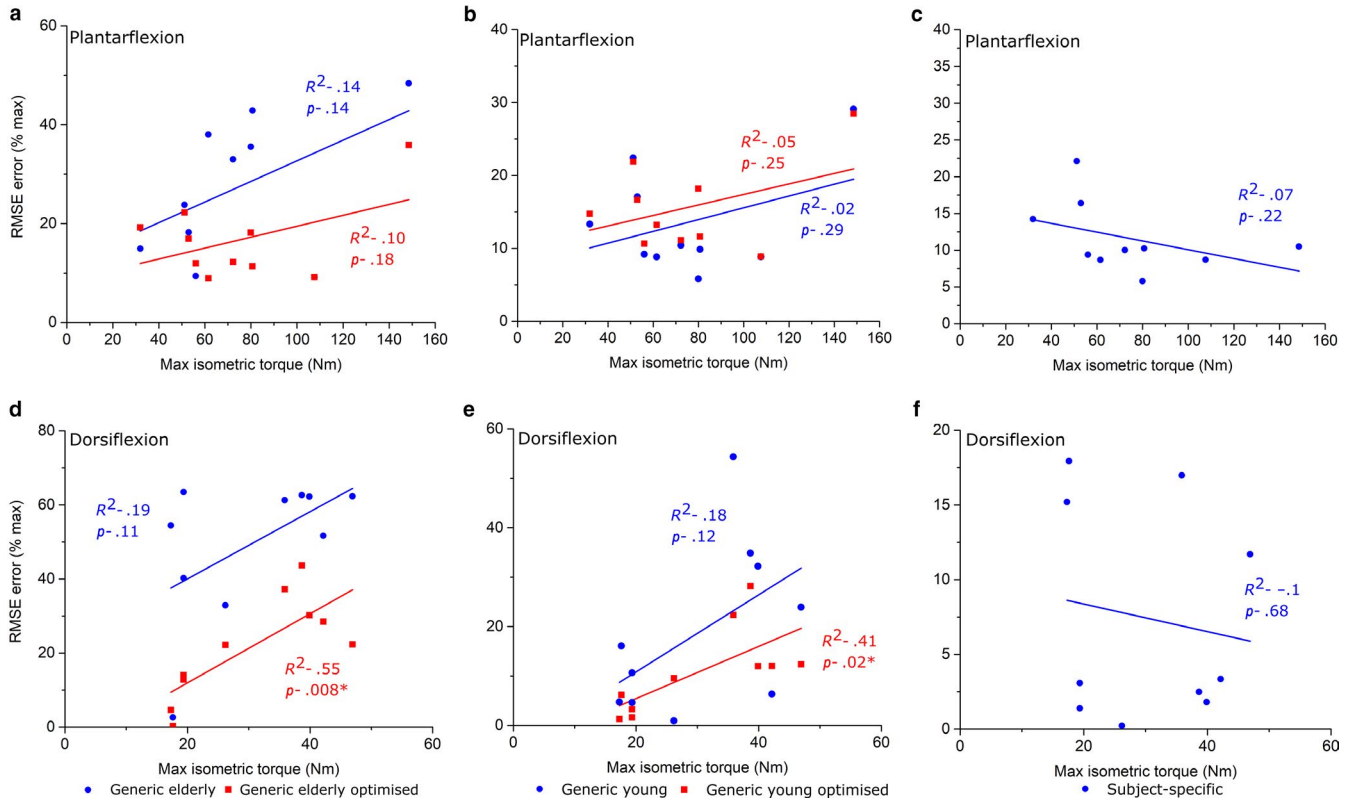 a
Plantarflexion
RMSE error (% max)
60
40
20
0
R2- .14
p- .14
R2- .10
p- .18
0 20 40 60 80 100 120 140 160
Max isometric torque (Nm)
b
Plantarflexion
40
30
20
10
0
R2- .05
p- .25
R2- .02
p- .29
0 20 40 60 80 100 120 140 160
Max isometric torque (Nm)
c
Plantarflexion
40
35
30
25
20
15
10
5
0
R2- .07
p- .22
0 20 40 60 80 100 120 140 160
Max isometric torque (Nm)
d
Dorsiflexion
RMSE error (% max)
80
60
40
20
0
R2- .19
p- .11
R2- .55
p- .008*
0 20 40 60
Max isometric torque (Nm)
Generic elderly Generic elderly optimised
e
Dorsiflexion
60
40
20
0
R2- .18
p- .12
R2- .41
p- .02*
0 20 40 60
Max isometric torque (Nm)
Generic young Generic young optimised
f
Dorsiflexion
20
15
10
5
0
R2- -.1
p- .68
0 20 40 60
Max isometric torque (Nm)
Subject-specific